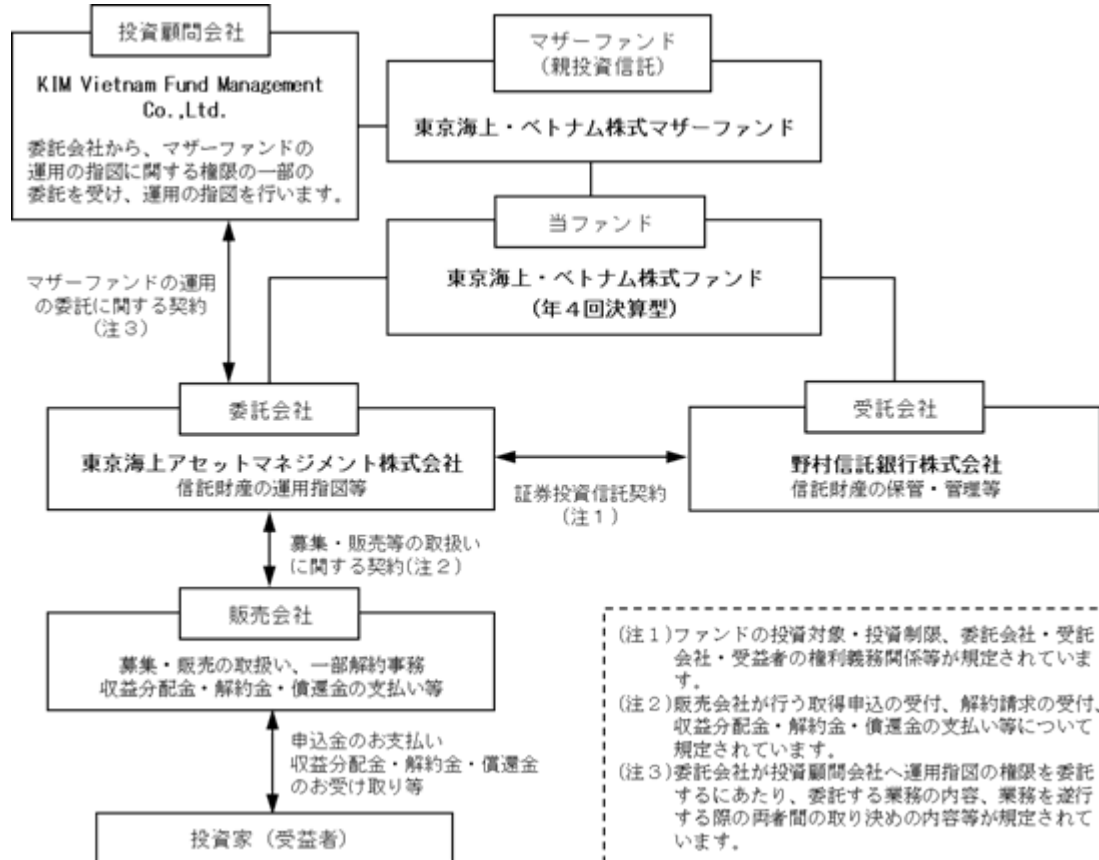 投資顧問会社
KIM Vietnam Fund Management
Co.,Ltd.
委託会社から、マザーファンドの
運用の指図に関する権限の一部の
委託を受け、運用の指図を行います。
マザーファンド
(親投資信託)
東京海上・ベトナム株式マザーファンド
当ファンド
東京海上・ベトナム株式ファンド
(年4回決算型)
マザーファンドの運用
の委託に関する契約
(注3)
委託会社
東京海上アセットマネジメント株式会社
信託財産の運用指図等
証券投資信託契約
(注1)
受託会社
野村信託銀行株式会社
信託財産の保管・管理等
募集・販売等の取扱い
に関する契約(注2)
販売会社
募集・販売の取扱い、一部解約事務
収益分配金・解約金・償還金の支払い等
申込金のお支払い
収益分配金・解約金・償還金
のお受け取り等
投資家(受益者)
(注1)ファンドの投資対象・投資制限、委託会社・受託
会社・受益者の権利義務関係等が規定されていま
す。
(注2)販売会社が行う取得申込の受付、解約請求の受付、
収益分配金・解約金・償還金の支払い等について
規定されています。
(注3)委託会社が投資顧問会社へ運用指図の権限を委託
するにあたり、委託する業務の内容、業務を遂行
する際の両者間の取り決めの内容等が規定されて
います。